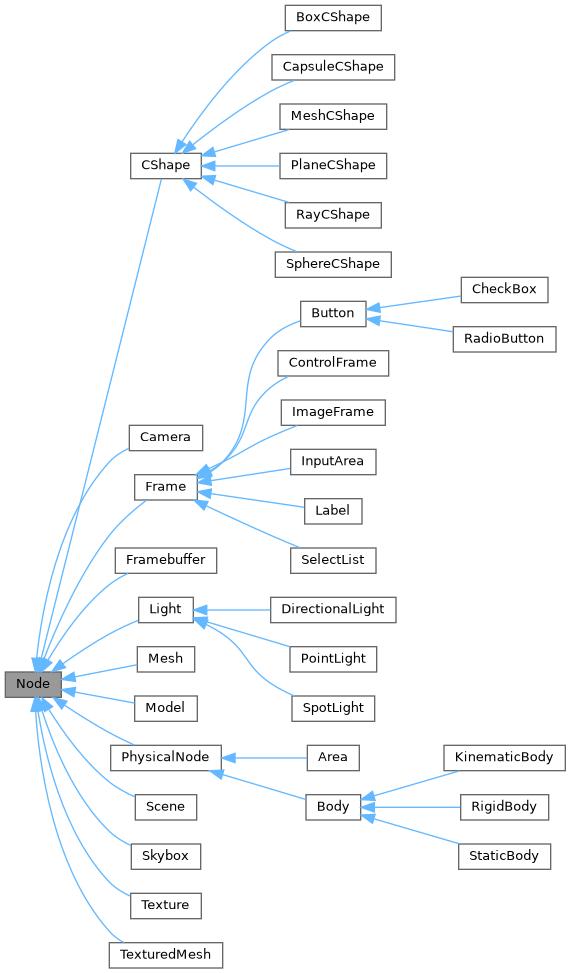 BoxCShape
CapsuleCShape
MeshCShape
CShape
PlaneCShape
RayCShape
SphereCShape
CheckBox
Button
RadioButton
ControlFrame
ImageFrame
Camera
InputArea
Frame
Label
SelectList
Framebuffer
Light
DirectionalLight
Mesh
PointLight
Node
Model
SpotLight
PhysicalNode
Area
KinematicBody
Scene
Body
RigidBody
Skybox
StaticBody
Texture
TexturedMesh